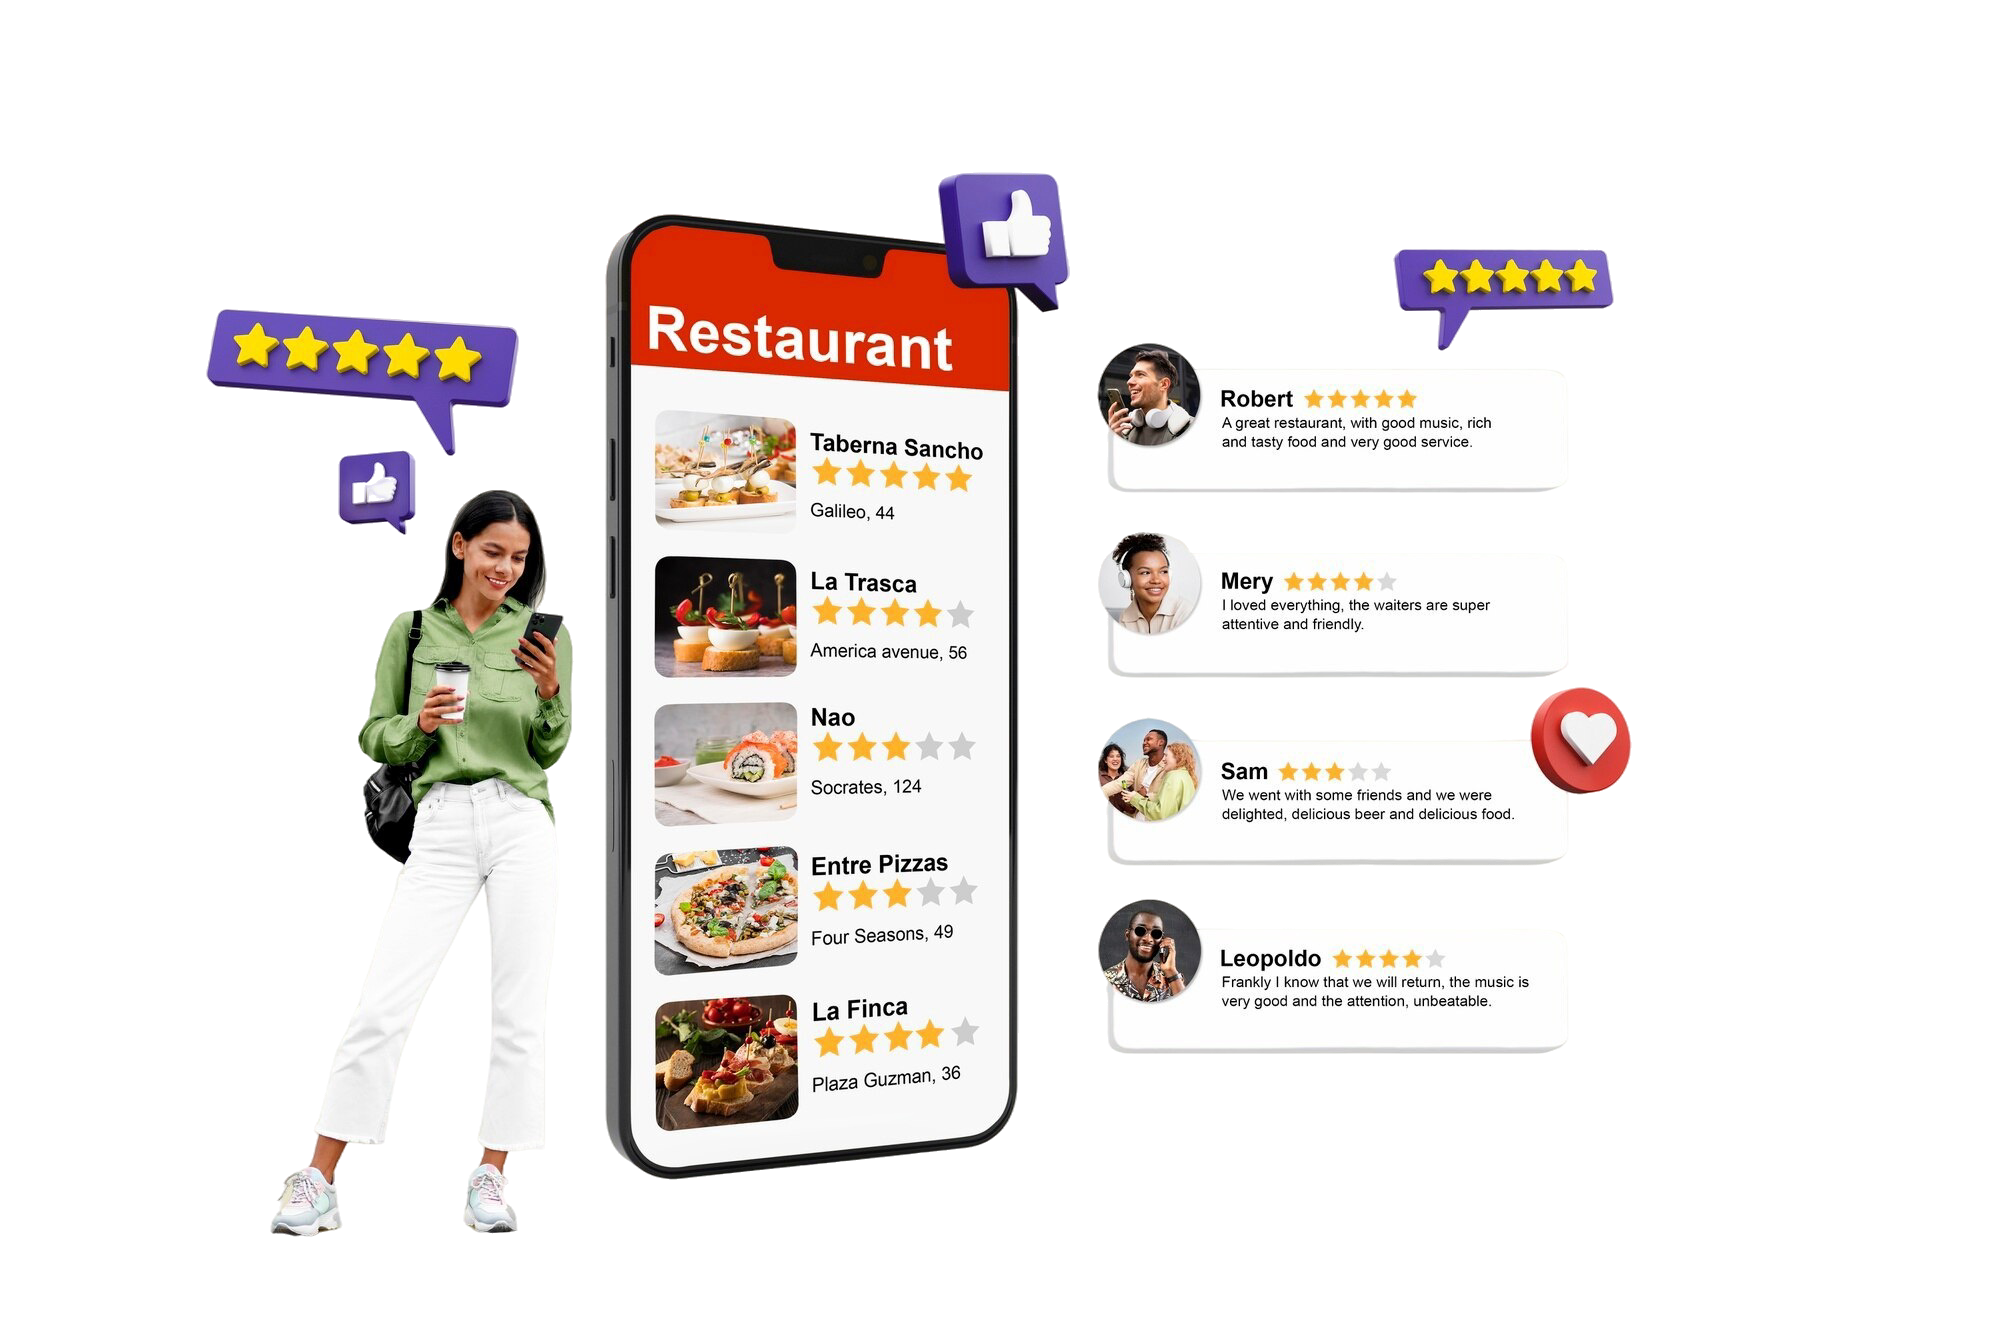 Restaurant
Taberna Sancho
Galileo, 44
La Trasca
America avenue, 56
Nao
Socrates, 124
Entre Pizzas
Four Seasons, 49
La Finca
Plaza Guzman, 36
Robert
A great restaurant, with good music, rich
and tasty food and very good service.
Mery
I loved everything, the waiters are super
attentive and friendly.
Sam
We went with some friends and we were
delighted, delicious beer and delicious food.
Leopoldo
Frankly I know that we will return, the music is
very good and the attention, unbeatable.